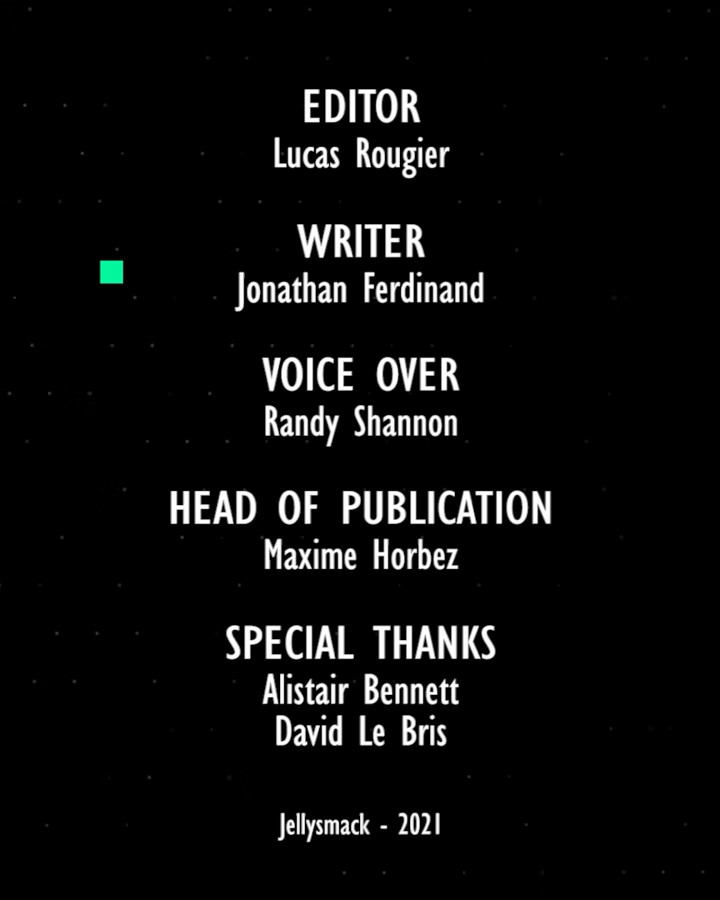 EDITOR
Lucas Rougier
WRITER
Jonathan Ferdinand
VOICE OVER
Randy Shannon
HEAD OF PUBLICATION
Maxime Horbez
SPECIAL THANKS
Alistair Bennett
David Le Bris
Jellysmack - 2021